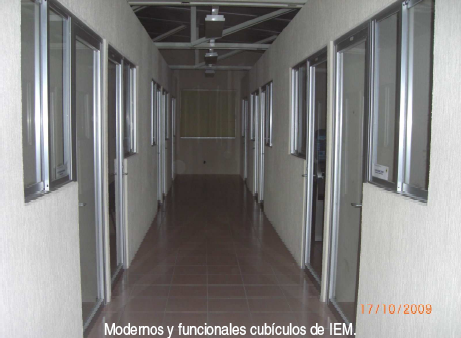 17/10/2009
Modernos y funcionales cubículos de IEM.